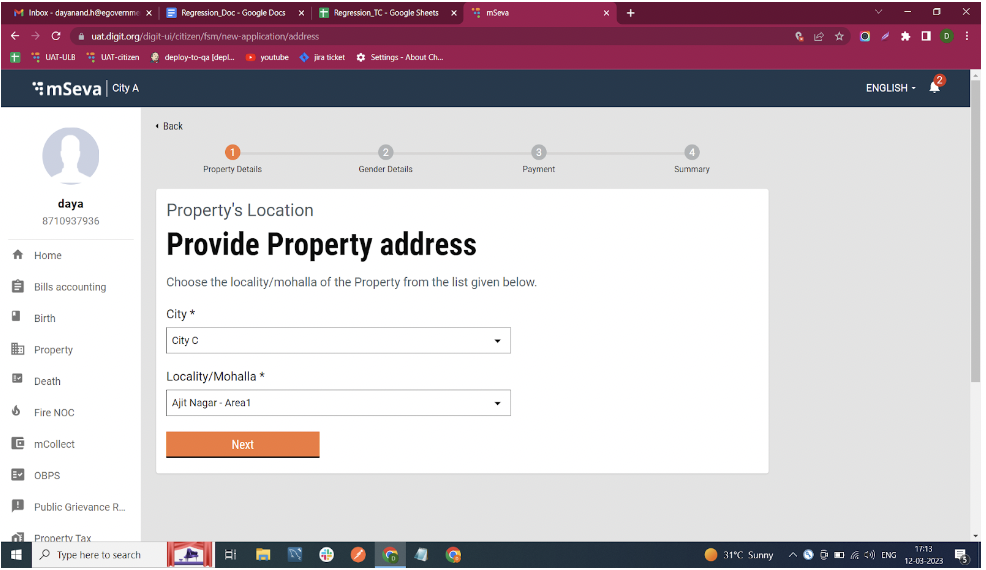 Inbox - dayanand.h@egovernme
Regression_Doc - Google Docs
Regression_TC - Google Sheets
mSeva
uat.digit.org/digit-ui/citizen/fsm/new-application/address
D
UAT-ULB
UAT-citizen
deploy-to-qa [depl...
youtube
jira ticket
Settings - About Ch...
mSeva
City A
ENGLISH
2
Back
1
2
3
4
Property Details
Gender Details
Payment
Summary
daya
8710937936
Home
Bills accounting
Birth
Property
Death
Fire NOC
mCollect
OBPS
Public Grievance R...
Property Tax
Property's Location
Provide Property address
Choose the locality/mohalla of the Property from the list given below.
City *
City C
Locality/Mohalla *
Ajit Nagar - Area1
Next
Type here to search
31°C Sunny
ENG
17:13
12-03-2023
5